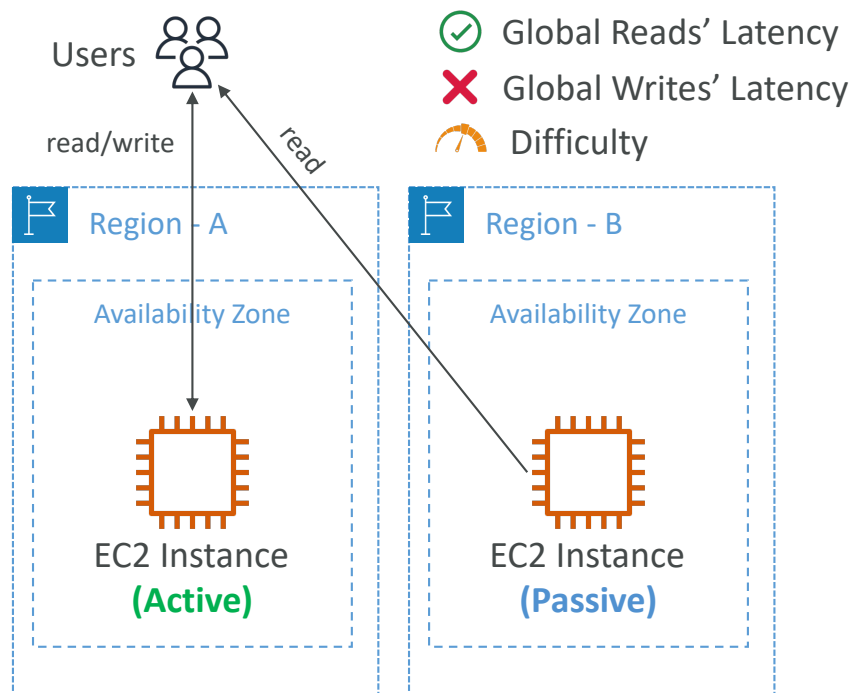 Users
Global Reads’ Latency
Global Writes’ Latency
Difficulty
read/write
read
Region - A
Region - B
Availability Zone
Availability Zone
EC2 Instance
(Active)
EC2 Instance
(Passive)